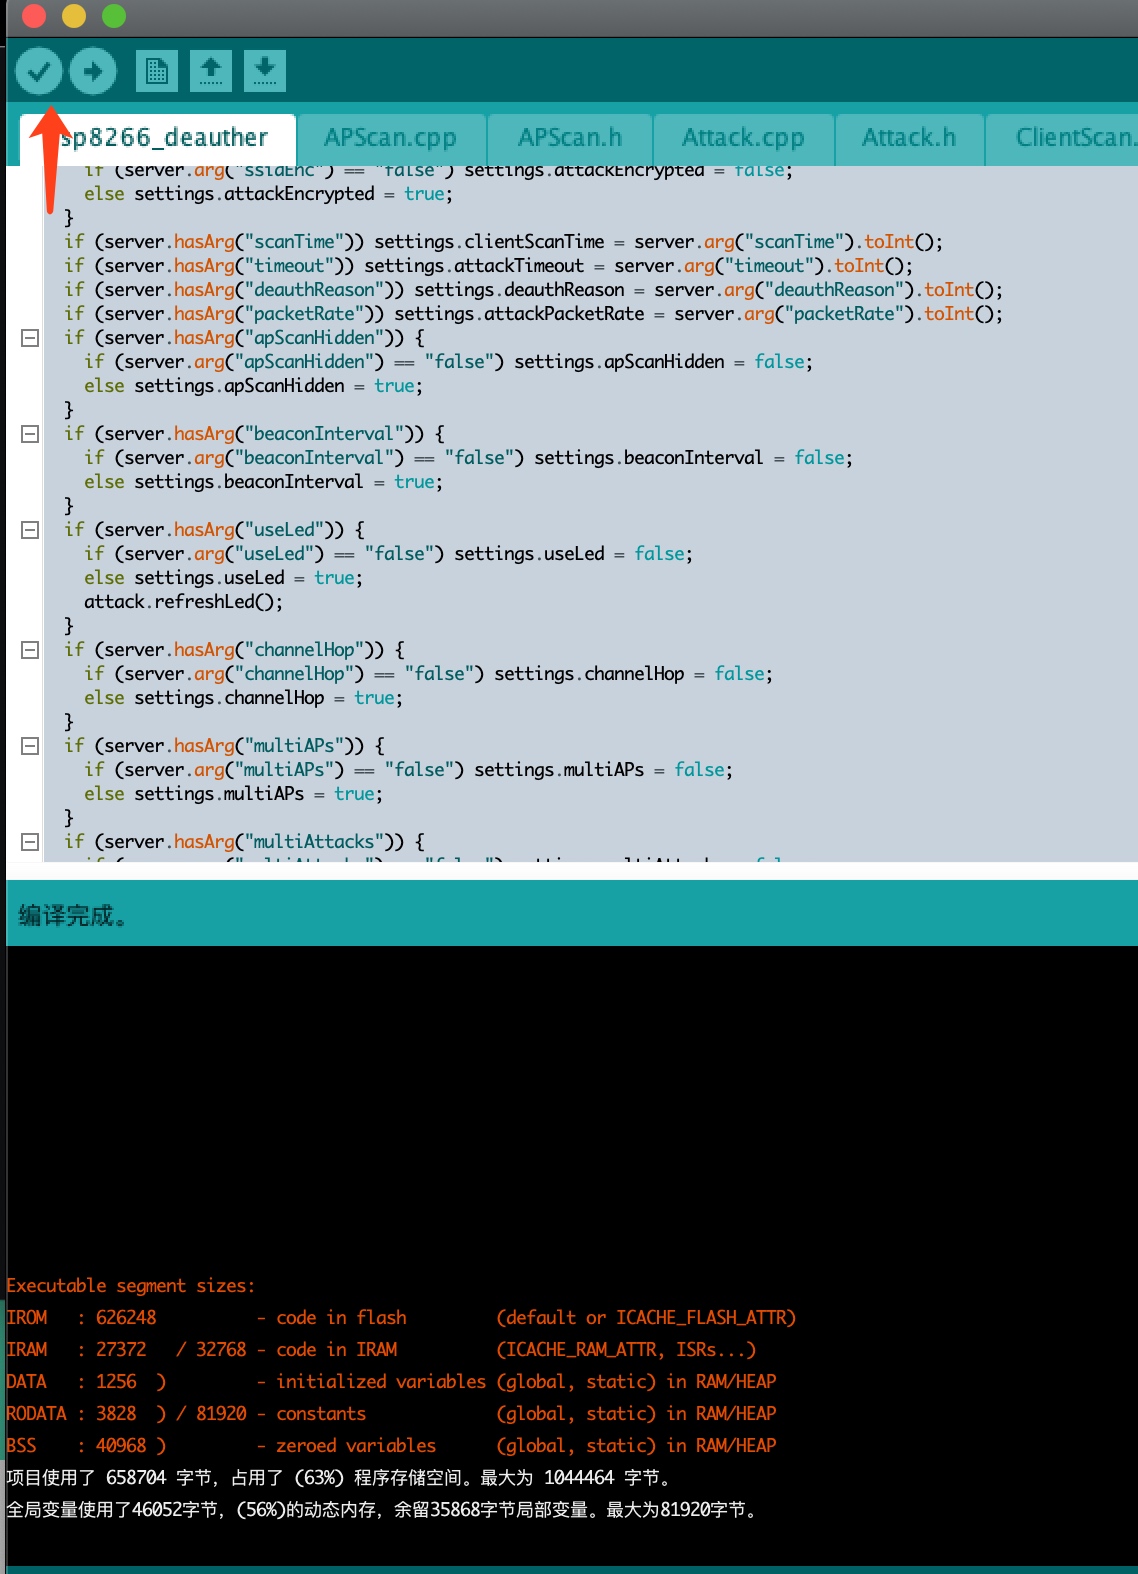 sp8266_deauther APScan.cpp APScan.h Attack.cpp Attack.h ClientScan.
if (server.arg("ssidEnc") == "false") settings.attackEncrypted = false;
else settings.attackEncrypted = true;
}
if (server.hasArg("scanTime")) settings.clientScanTime = server.arg("scanTime").toInt();
if (server.hasArg("timeout")) settings.attackTimeout = server.arg("timeout").toInt();
if (server.hasArg("deauthReason")) settings.deauthReason = server.arg("deauthReason").toInt();
if (server.hasArg("packetRate")) settings.attackPacketRate = server.arg("packetRate").toInt();
if (server.hasArg("apScanHidden")) {
if (server.arg("apScanHidden") == "false") settings.apScanHidden = false;
else settings.apScanHidden = true;
}
if (server.hasArg("beaconInterval")) {
if (server.arg("beaconInterval") == "false") settings.beaconInterval = false;
else settings.beaconInterval = true;
}
if (server.hasArg("useLed")) {
if (server.arg("useLed") == "false") settings.useLed = false;
else settings.useLed = true;
attack.refreshLed();
}
if (server.hasArg("channelHop")) {
if (server.arg("channelHop") == "false") settings.channelHop = false;
else settings.channelHop = true;
}
if (server.hasArg("multiAPs")) {
if (server.arg("multiAPs") == "false") settings.multiAPs = false;
else settings.multiAPs = true;
}
if (server.hasArg("multiAttacks")) {
编译完成。
Executable segment sizes:
IROM : 626248 - code in flash (default or ICACHE_FLASH_ATTR)
IRAM : 27372 / 32768 - code in IRAM (ICACHE_RAM_ATTR, ISRs...)
DATA : 1256 ) - initialized variables (global, static) in RAM/HEAP
RODATA : 3828 ) / 81920 - constants (global, static) in RAM/HEAP
BSS : 40968 ) - zeroed variables (global, static) in RAM/HEAP
项目使用了 658704 字节，占用了 (63%) 程序存储空间。最大为 1044464 字节。
全局变量使用了46052字节，(56%)的动态内存，余留35868字节局部变量。最大为81920字节。